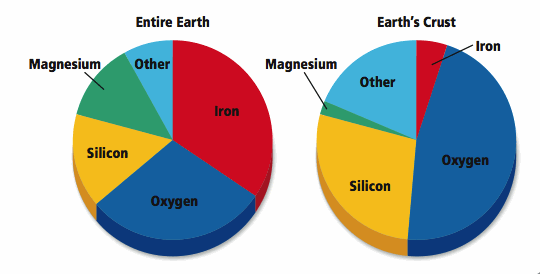 Entire Earth
Magnesium
Other
Iron
Silicon
Oxygen
Earth's Crust
Iron
Magnesium
Other
Oxygen
Silicon